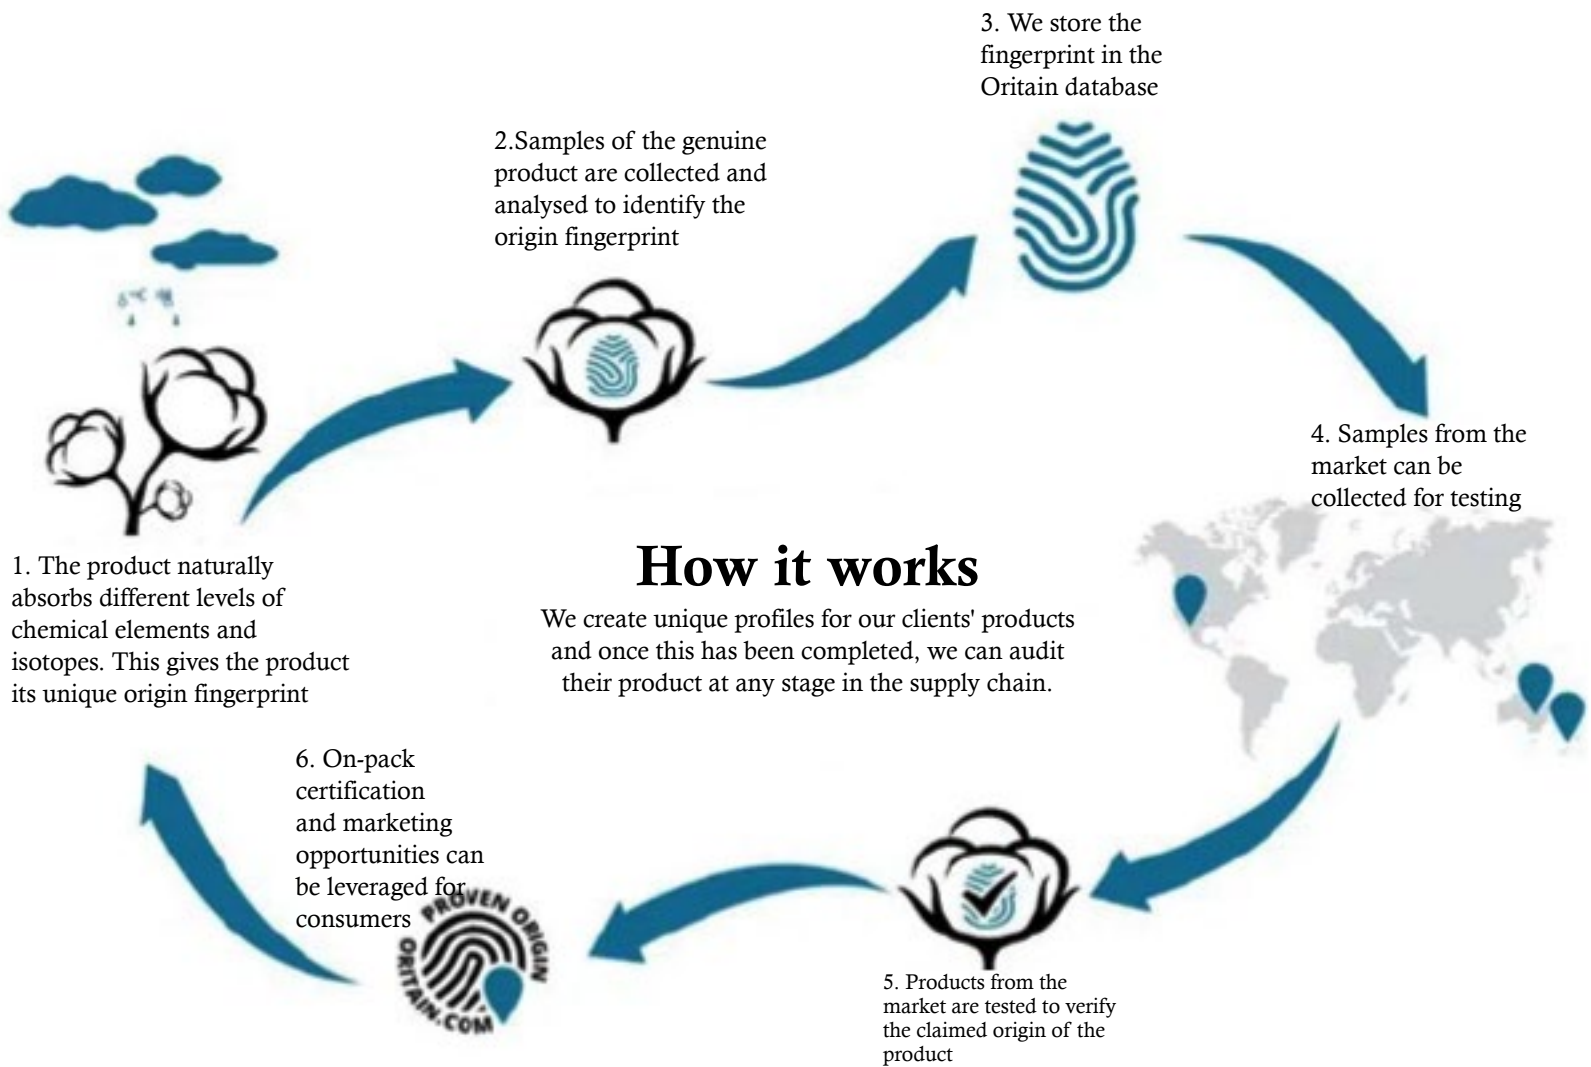 3. We store the
fingerprint in the
Oritain database
2.Samples of the genuine
product are collected and
analysed to identify the
origin fingerprint
4. Samples from the
market can be
collected for testing
How it works
We create unique profiles for our clients' products
and once this has been completed, we can audit
their product at any stage in the supply chain.
1. The product naturally
absorbs different levels of
chemical elements and
isotopes. This gives the product
its unique origin fingerprint
6. On-pack
certification
and marketing
opportunities can
be leveraged for
consumers
PROVEN ORIGIN
ORITAIN.COM
5. Products from the
market are tested to verify
the claimed origin of the
product